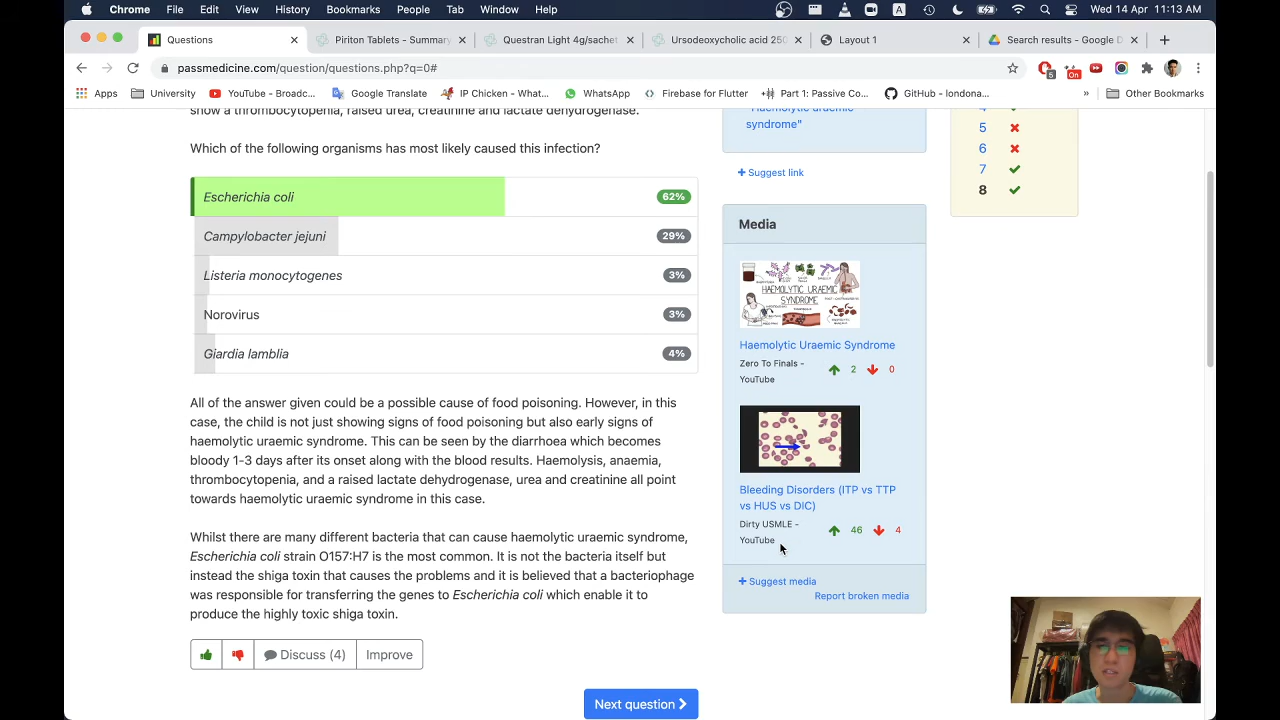 Chrome File Edit View History Bookmarks People Tab Window Help A Wed 14 Apr 11:13 AM
Questions Piriton Tablets - Summary Questran Light 4g/sachet Ursodeoxycholic acid 250 Search results - Google D
passmedicine.com/question/questions.php?q=0# 5 On
Apps University YouTube - Broadc... Google Translate IP Chicken - What... WhatsApp Firebase for Flutter Part 1: Passive Co... GitHub - londona... » Other Bookmarks
show a thrombocytopenia, raised urea, creatinine and lactate dehydrogenase.
Which of the following organisms has most likely caused this infection?
Escherichia coli 62%
Campylobacter jejuni 29%
Listeria monocytogenes 3%
Norovirus 3%
Giardia lamblia 4%
All of the answer given could be a possible cause of food poisoning. However, in this
case, the child is not just showing signs of food poisoning but also early signs of
haemolytic uraemic syndrome. This can be seen by the diarrhoea which becomes
bloody 1-3 days after its onset along with the blood results. Haemolysis, anaemia,
thrombocytopenia, and a raised lactate dehydrogenase, urea and creatinine all point
towards haemolytic uraemic syndrome in this case.
Whilst there are many different bacteria that can cause haemolytic uraemic syndrome,
Escherichia coli strain O157:H7 is the most common. It is not the bacteria itself but
instead the shiga toxin that causes the problems and it is believed that a bacteriophage
was responsible for transferring the genes to Escherichia coli which enable it to
produce the highly toxic shiga toxin.
Discuss (4) Improve
Next question
syndrome"
+ Suggest link
Media
HAEMOLYTIC URAEMIC
SYNDROME
Haemolytic Uraemic Syndrome
Zero To Finals -
YouTube
2 0
Bleeding Disorders (ITP vs TTP
vs HUS vs DIC)
Dirty USMLE -
YouTube
46 4
+ Suggest media
Report broken media
5
6
7
8